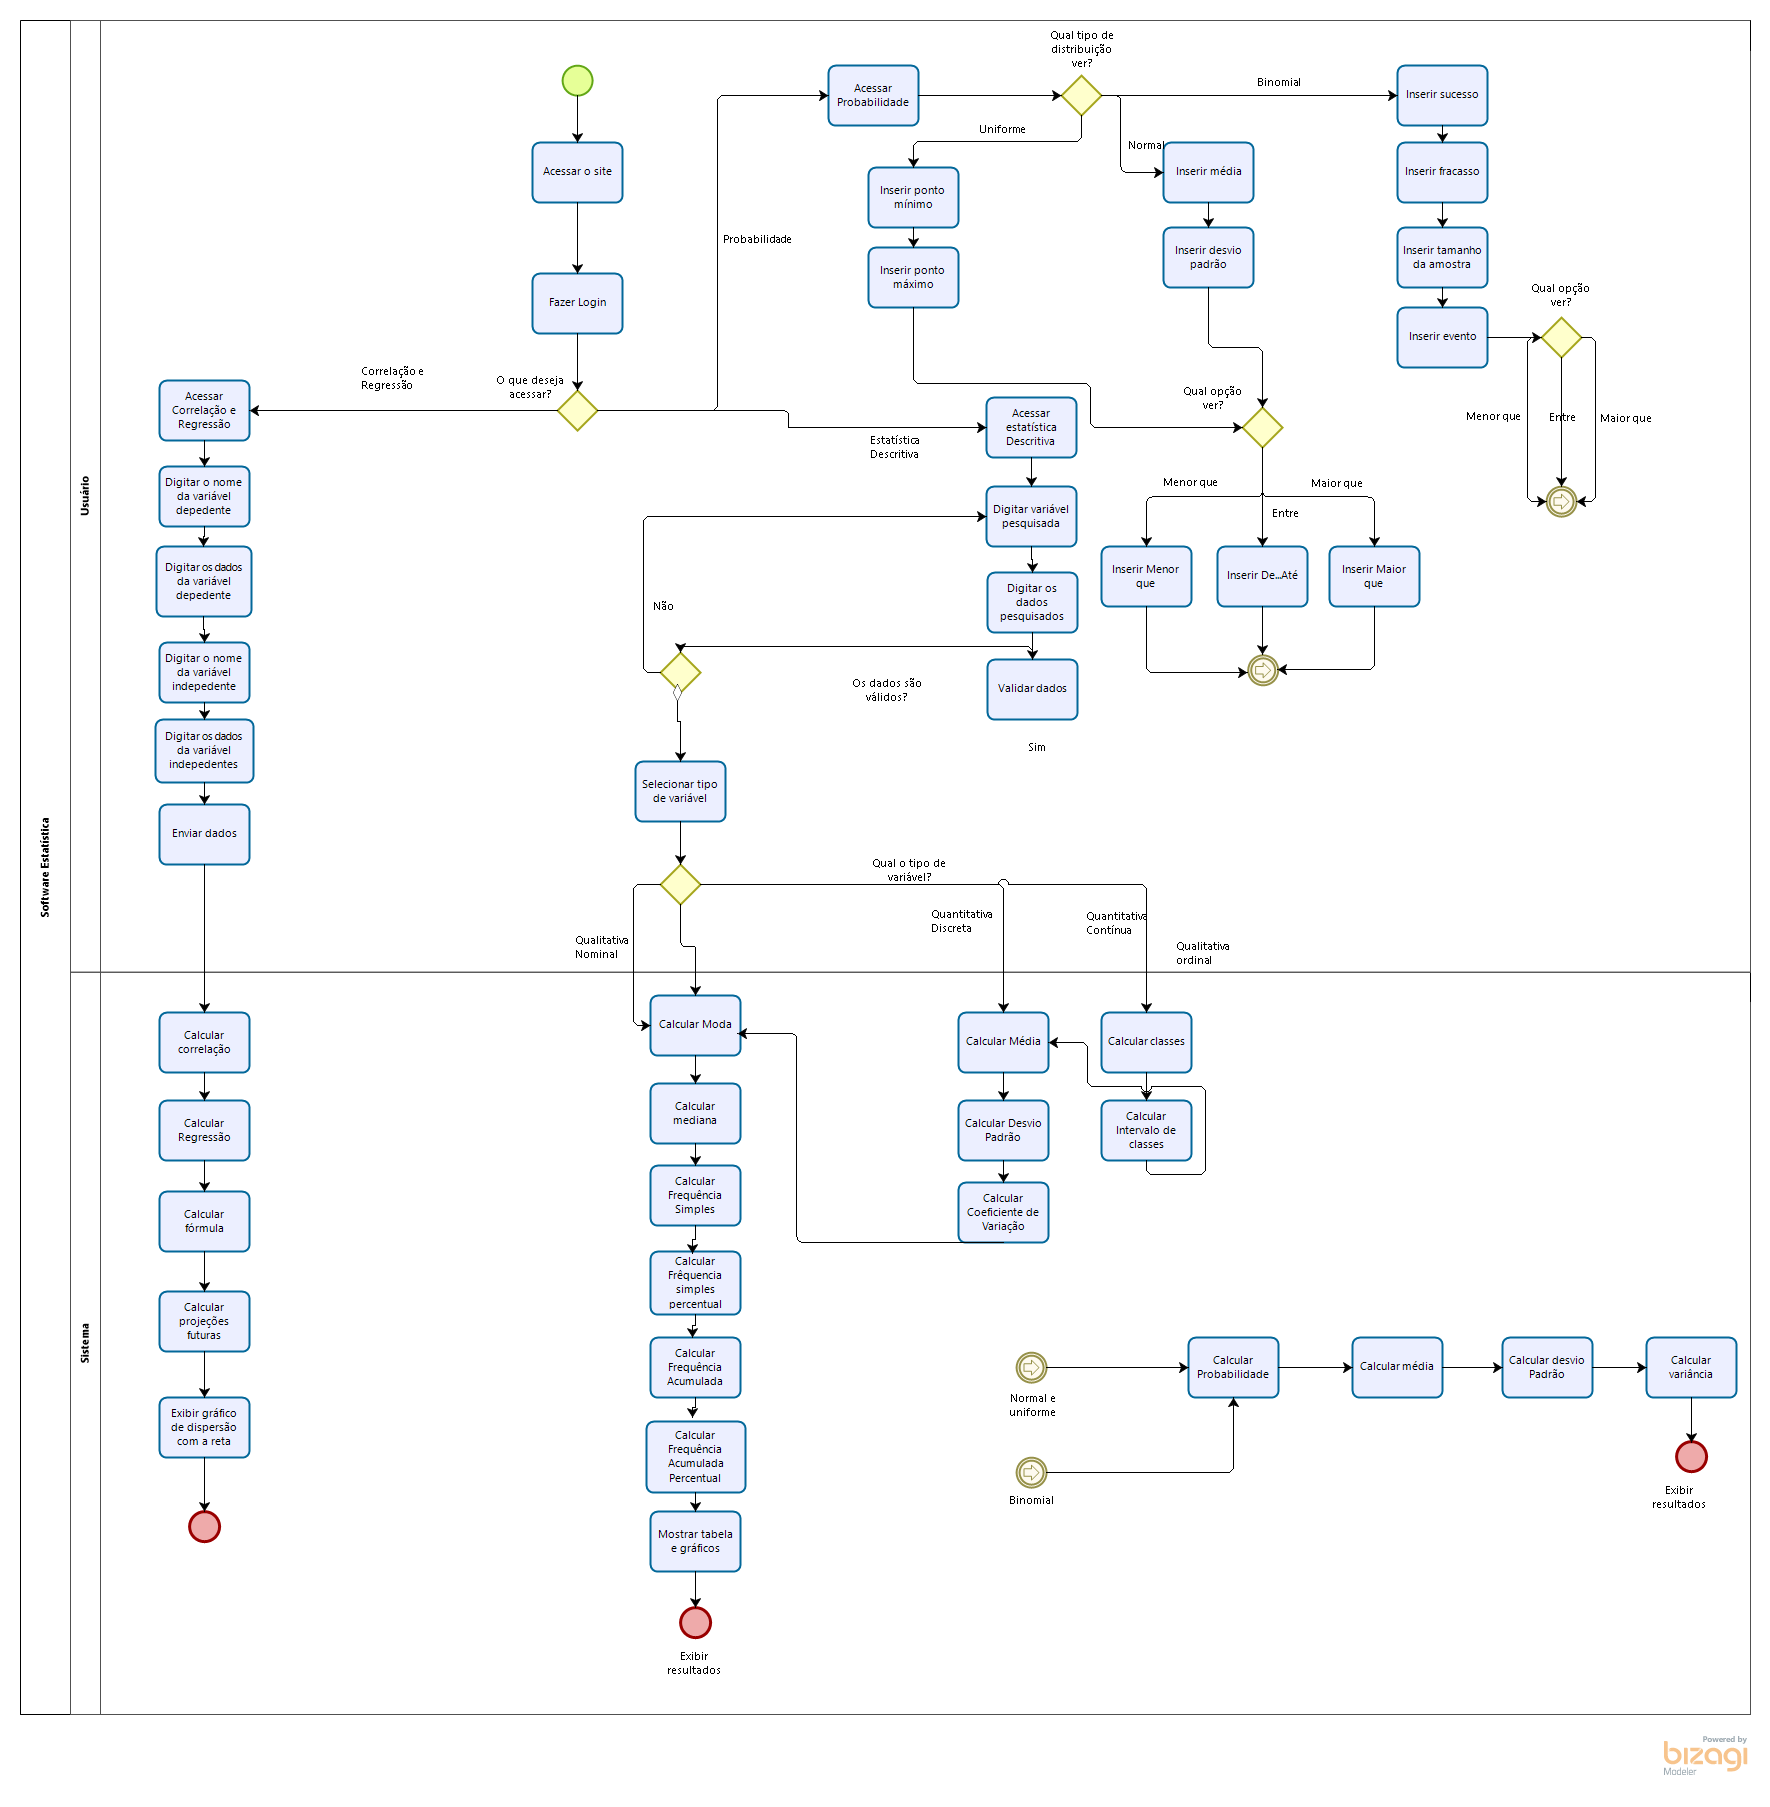 Software Estatística
Usuário
Sistema
Qual tipo de
distribuição
ver?
Acessar
Probabilidade
Binomial
Inserir sucesso
Uniforme
Normal
Acessar o site
Inserir média
Inserir fracasso
Inserir ponto
mínimo
Probabilidade
Inserir desvio
padrão
Inserir tamanho
da amostra
Inserir ponto
máximo
Fazer Login
Qual opção
ver?
Inserir evento
Correlação e
Regressão
O que deseja
acessar?
Acessar
Correlação e
Regressão
Qual opção
ver?
Acessar
estatística
Descritiva
Menor que
Entre
Maior que
Estatística
Descritiva
Digitar o nome
da variável
depedente
Menor que
Maior que
Entre
Digitar variável
pesquisada
Digitar os dados
da variável
depedente
Inserir Menor
que
Inserir De...Até
Inserir Maior
que
Não
Digitar os
dados
pesquisados
Digitar o nome
da variável
indepedente
Os dados são
válidos?
Validar dados
Sim
Digitar os dados
da variável
indepedentes
Selecionar tipo
de variável
Enviar dados
Qual o tipo de
variável?
Quantitativa
Discreta
Quantitativa
Contínua
Qualitativa
Nominal
Qualitativa
ordinal
Calcular
correlação
Calcular Moda
Calcular Média
Calcular classes
Calcular
Regressão
Calcular
mediana
Calcular Desvio
Padrão
Calcular
Intervalo de
classes
Calcular
fórmula
Calcular
Frequência
Simples
Calcular
Coeficiente de
Variação
Calcular
projeções
futuras
Calcular
Frêquencia
simples
percentual
Calcular
Frequência
Acumulada
Calcular
Probabilidade
Calcular média
Calcular desvio
Padrão
Calcular
variância
Normal e
uniforme
Exibir gráfico
de dispersão
com a reta
Calcular
Frequência
Acumulada
Percentual
Binomial
Exibir
resultados
Mostrar tabela
e gráficos
Exibir
resultados
Powered by
bizagi
Modeler